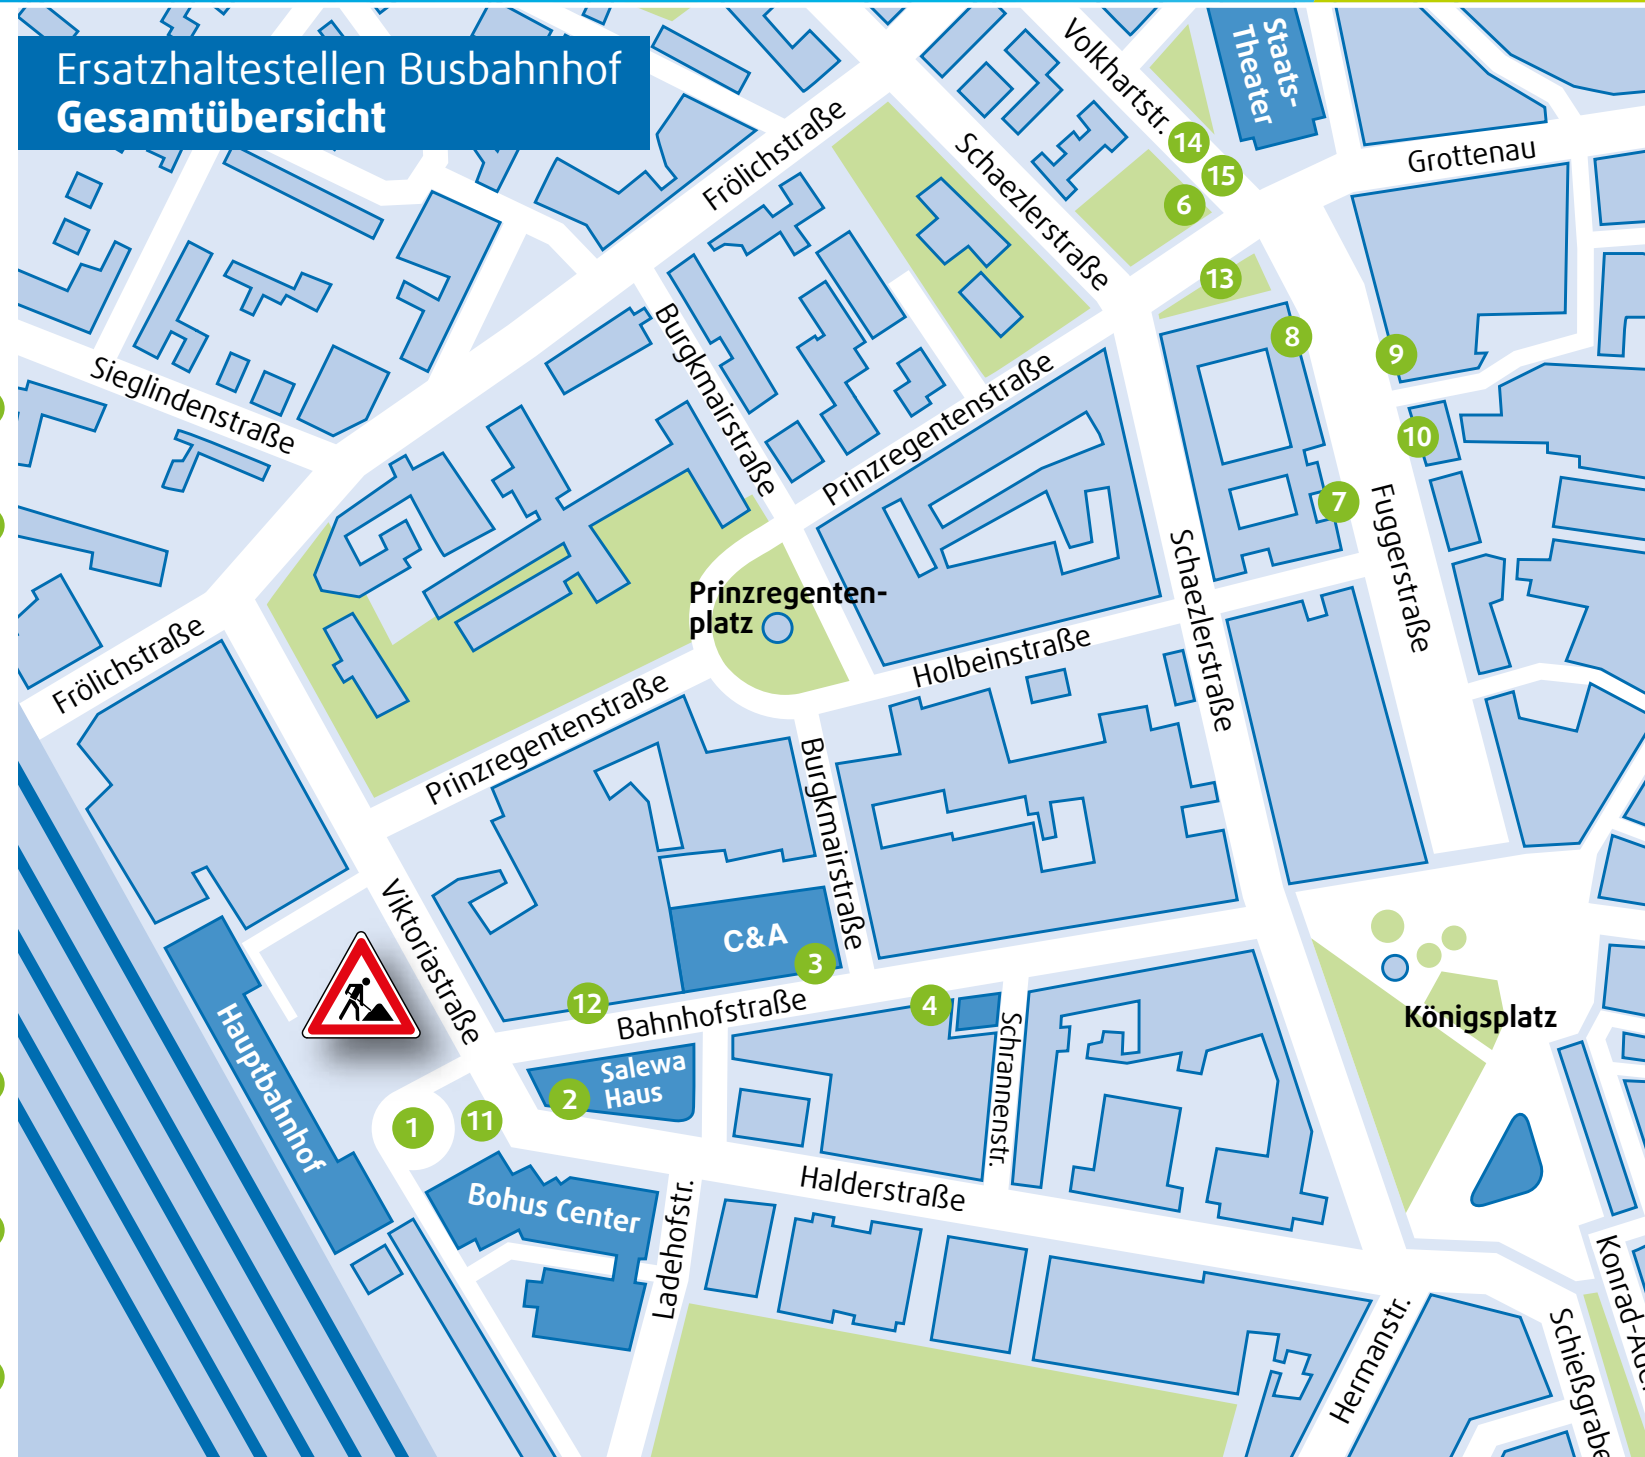 Ersatzhaltestellen Busbahnhof
Gesamtübersicht
Volkhartstr.
Staats-
Theater
14
15
6
Grottenau
Frölichstraße
Schaezlerstraße
13
8
9
10
7
Burgkmairstraße
Sieglindenstraße
Prinzregentenstraße
Fuggerstraße
Schaezlerstraße
Prinzregenten-
platz
Holbeinstraße
Frölichstraße
Prinzregentenstraße
Burgkmairstraße
Viktoriastraße
C&A
3
12
Bahnhofstraße
4
Schrannenstr.
Königsplatz
Hauptbahnhof
Salewa
Haus
2
1
11
Bohus Center
Halderstraße
Ladehofstr.
Hermanstr.